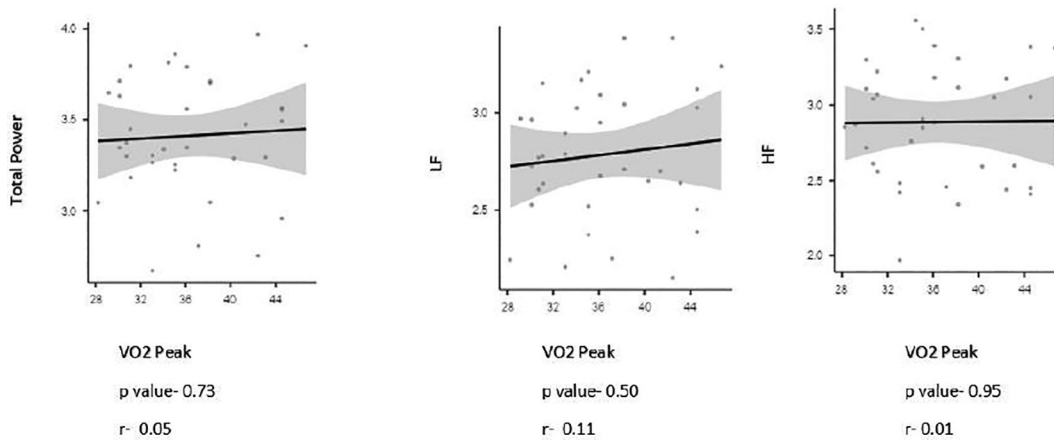 Total Power
4.0
3.5
3.0
28 32 36 40 44
VO2 Peak
p value- 0.73
r- 0.05
LF
3.0
2.5
28 32 36 40 44
VO2 Peak
p value- 0.50
r- 0.11
HF
3.5
3.0
2.5
2.0
28 32 36 40 44
VO2 Peak
p value- 0.95
r- 0.01